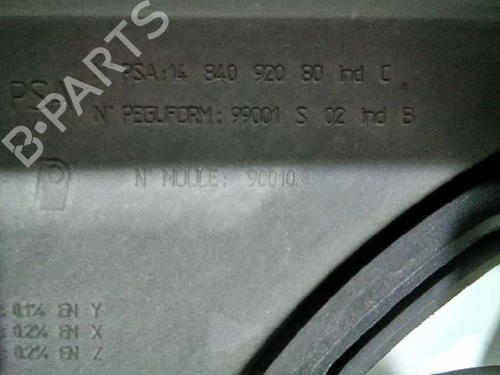 PSA:14 840 920 80 ind C
PSA
N° PEGUFORM: 99001 S 02 ind B
N° MOULE: 90010
: 0.1% EN Y
: 0.2% EN X
: 0.2% EN Z
B-PARTS